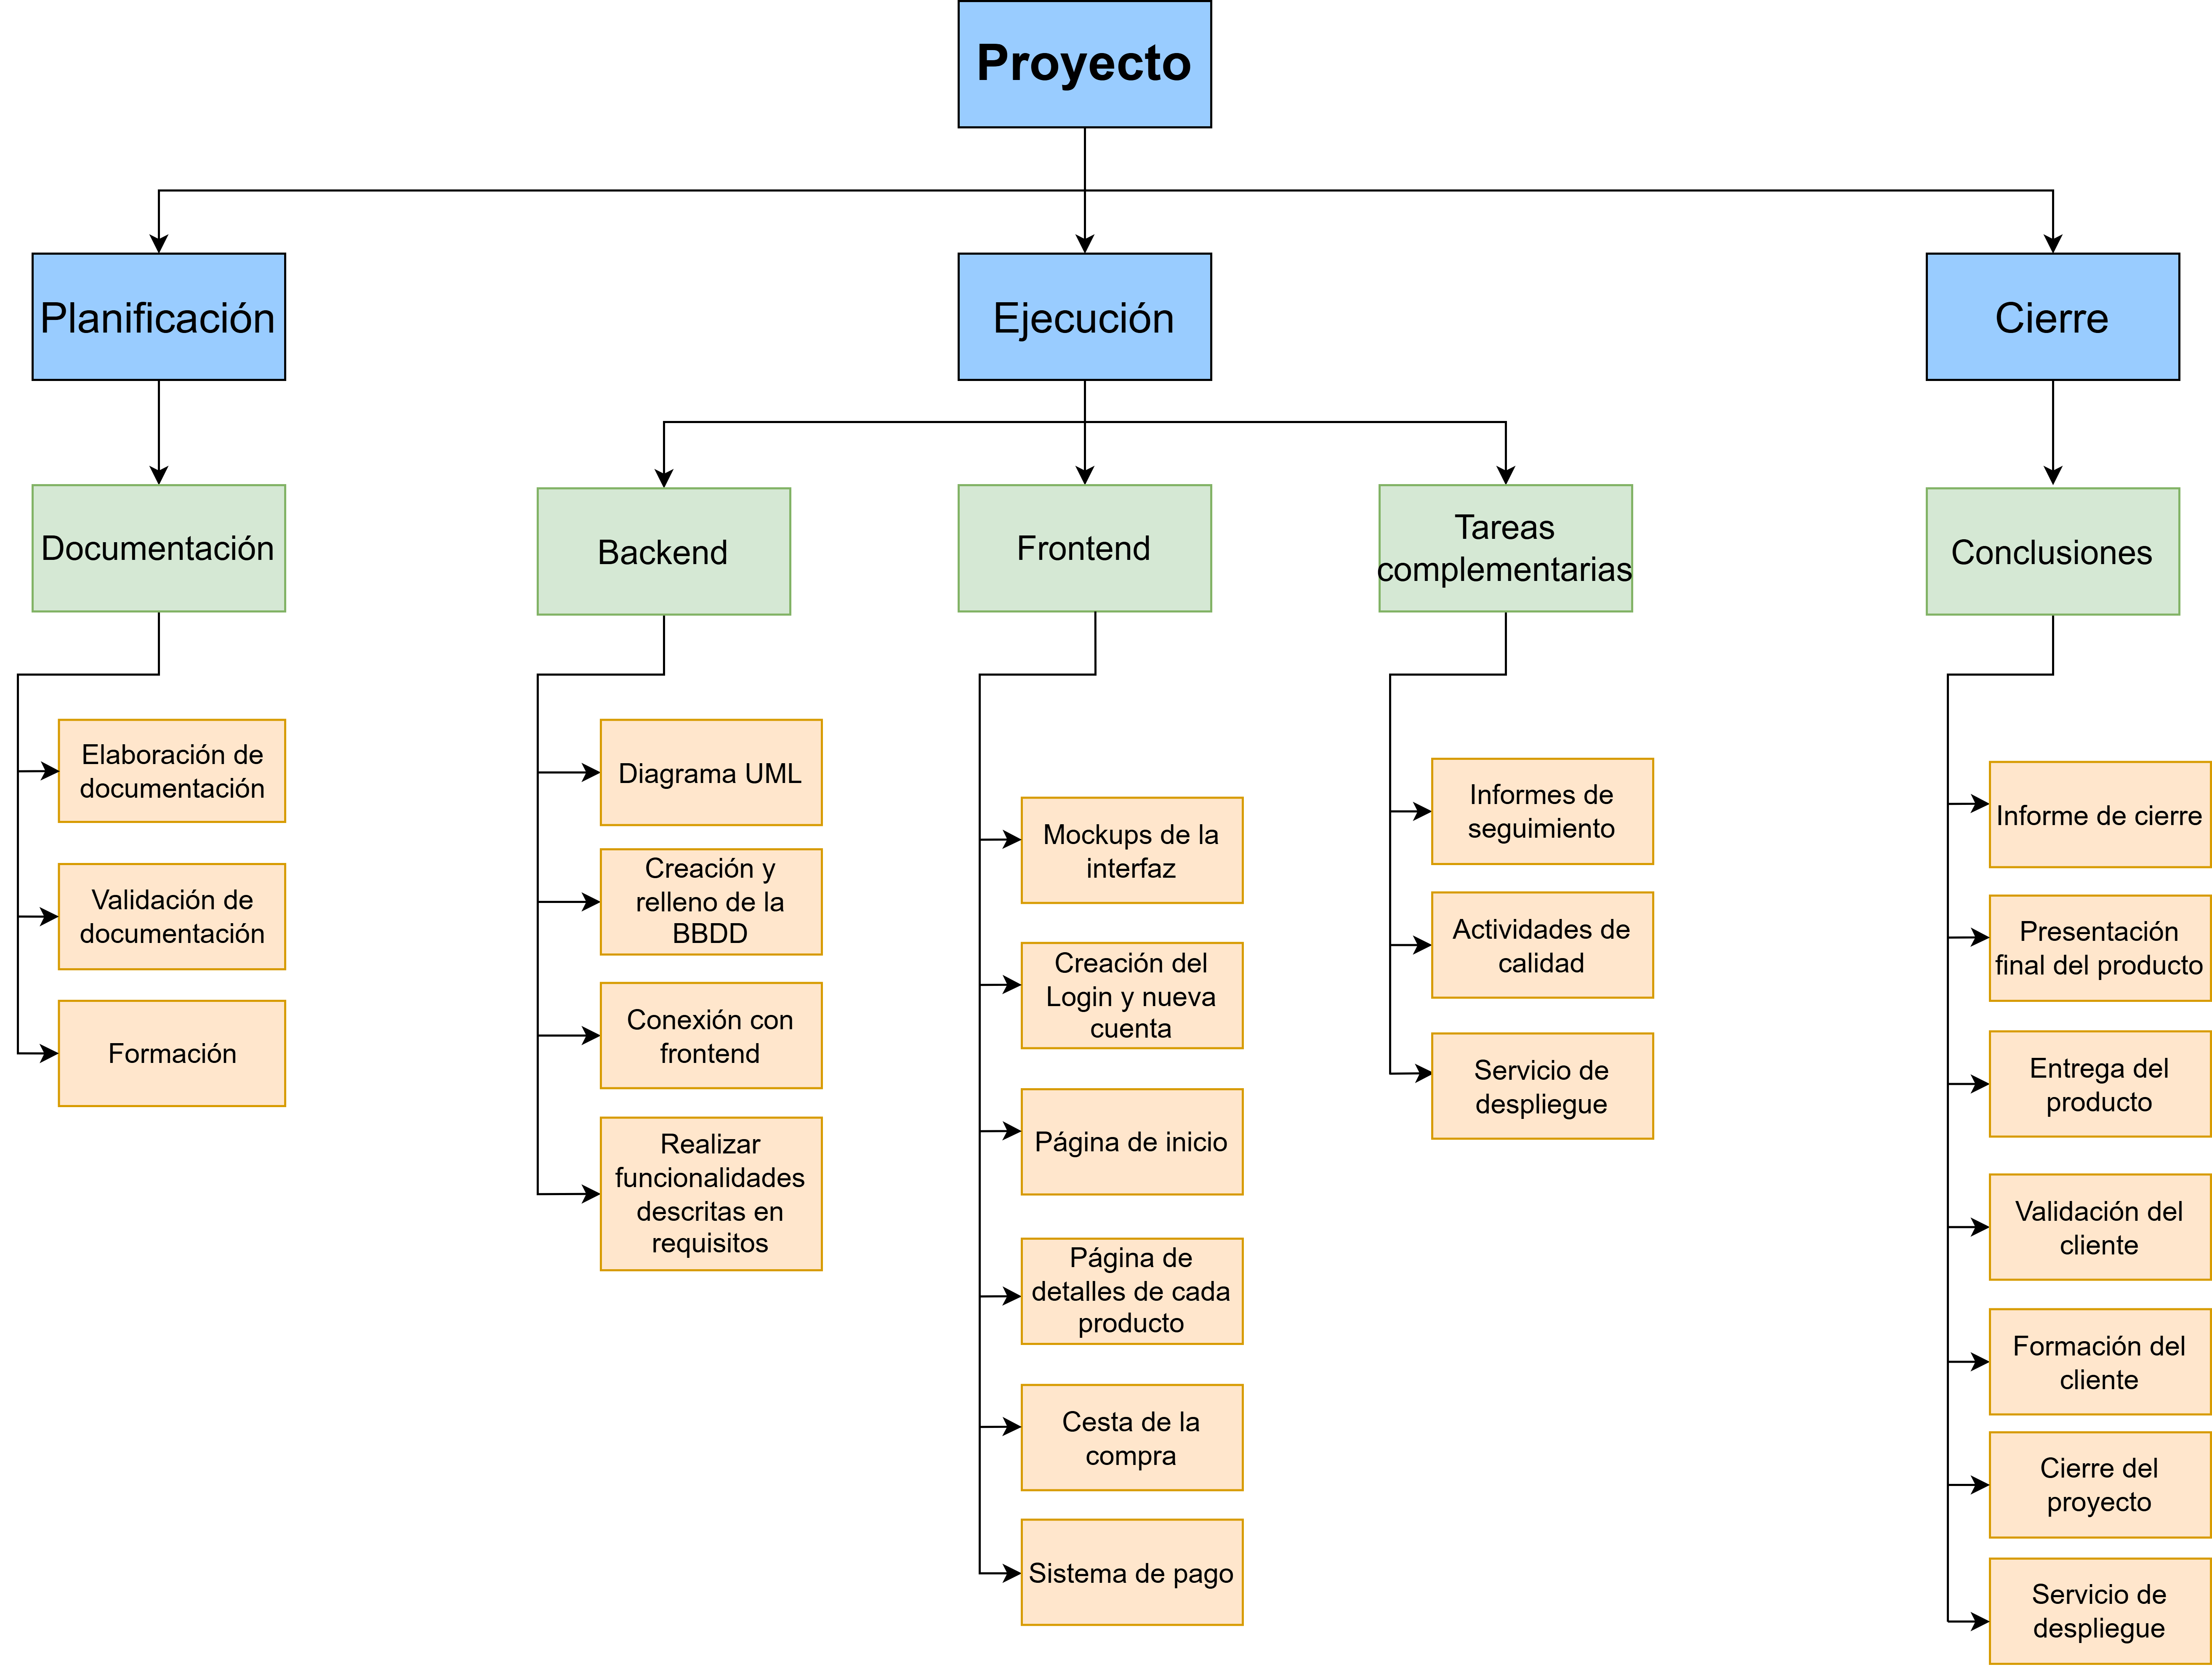 Proyecto
Planificación
Ejecución
Cierre
Documentación
Backend
Frontend
Tareas
complementarias
Conclusiones
Elaboración de
documentación
Validación de
documentación
Formación
Diagrama UML
Creación y
relleno de la
BBDD
Conexión con
frontend
Realizar
funcionalidades
descritas en
requisitos
Mockups de la
interfaz
Creación del
Login y nueva
cuenta
Página de inicio
Página de
detalles de cada
producto
Cesta de la
compra
Sistema de pago
Informes de
seguimiento
Actividades de
calidad
Servicio de
despliegue
Informe de cierre
Presentación
final del producto
Entrega del
producto
Validación del
cliente
Formación del
cliente
Cierre del
proyecto
Servicio de
despliegue